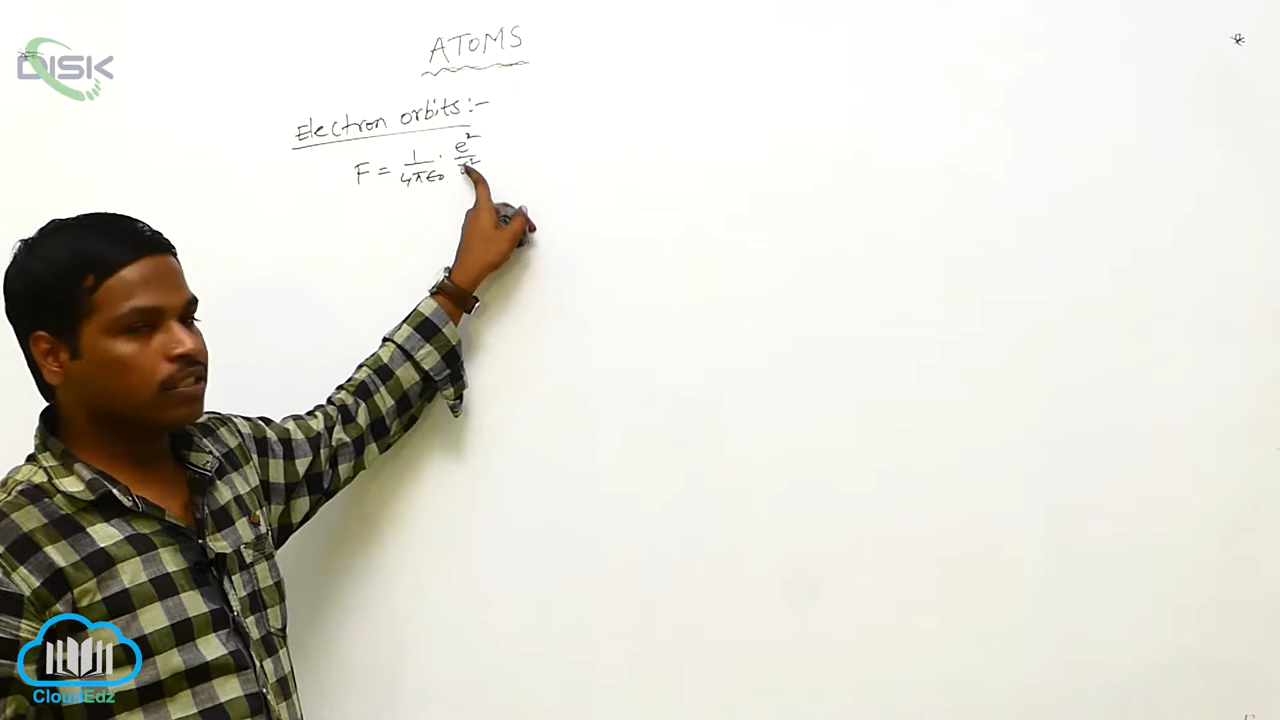 DISK
ATOMS
Electron orbits:-
F = 1/4πε0 · e²/r²
CloudEdz